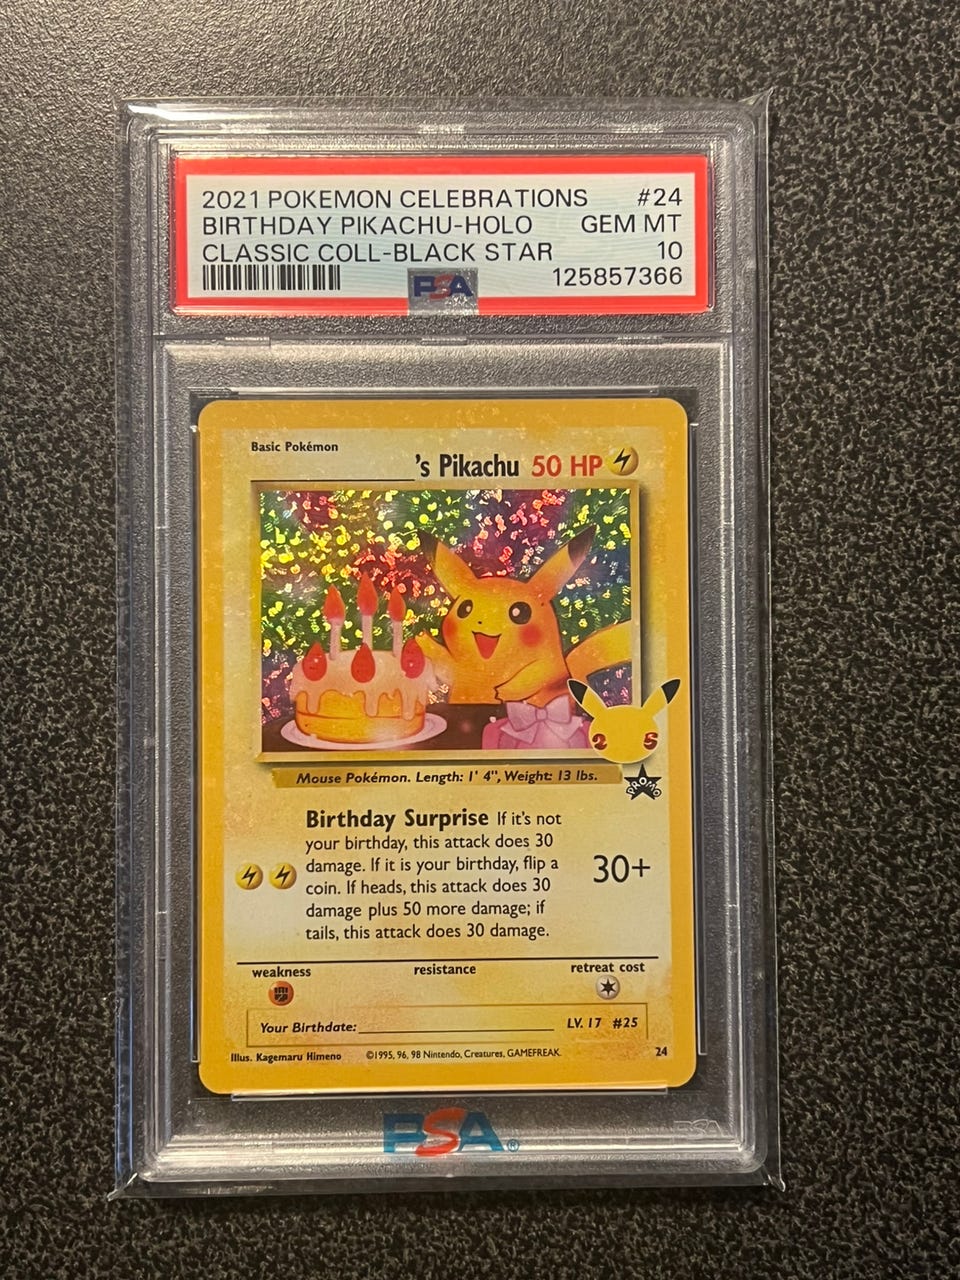 2021 POKEMON CELEBRATIONS #24
BIRTHDAY PIKACHU-HOLO GEM MT
CLASSIC COLL-BLACK STAR 10
PSA 125857366
Basic Pokémon
____________'s Pikachu 50 HP
25
PROMO
Mouse Pokémon. Length: 1' 4", Weight: 13 lbs.
Birthday Surprise If it's not
your birthday, this attack does 30
damage. If it is your birthday, flip a
coin. If heads, this attack does 30
damage plus 50 more damage; if
tails, this attack does 30 damage.
30+
weakness resistance retreat cost
Your Birthdate:____________ LV. 17 #25
Illus. Kagemaru Himeno ©1995, 96, 98 Nintendo, Creatures, GAMEFREAK. 24
PSA®